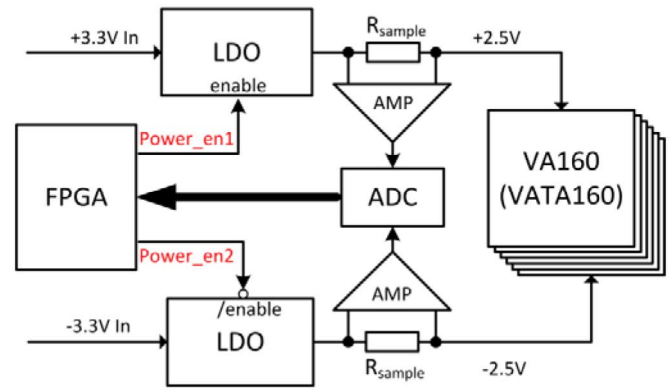 +3.3V In
LDO
enable
Rsample
+2.5V
AMP
Power_en1
FPGA
ADC
VA160
(VATA160)
Power_en2
AMP
/enable
-3.3V In
LDO
Rsample
-2.5V